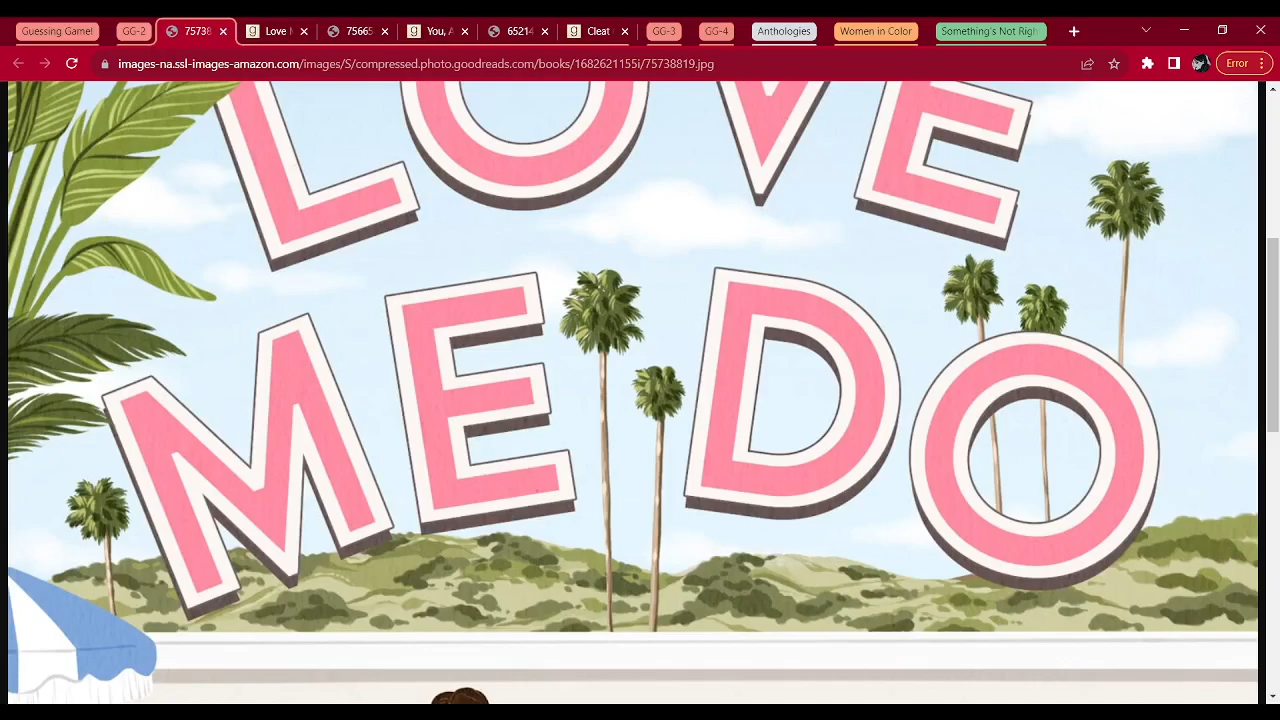 Guessing Game! GG-2 75738 Love M 75665 You, A 65214 Cleat GG-3 GG-4 Anthologies Women in Color Something's Not Righ
images-na.ssl-images-amazon.com/images/S/compressed.photo.goodreads.com/books/1682621155i/75738819.jpg Error
LOVE
ME DO